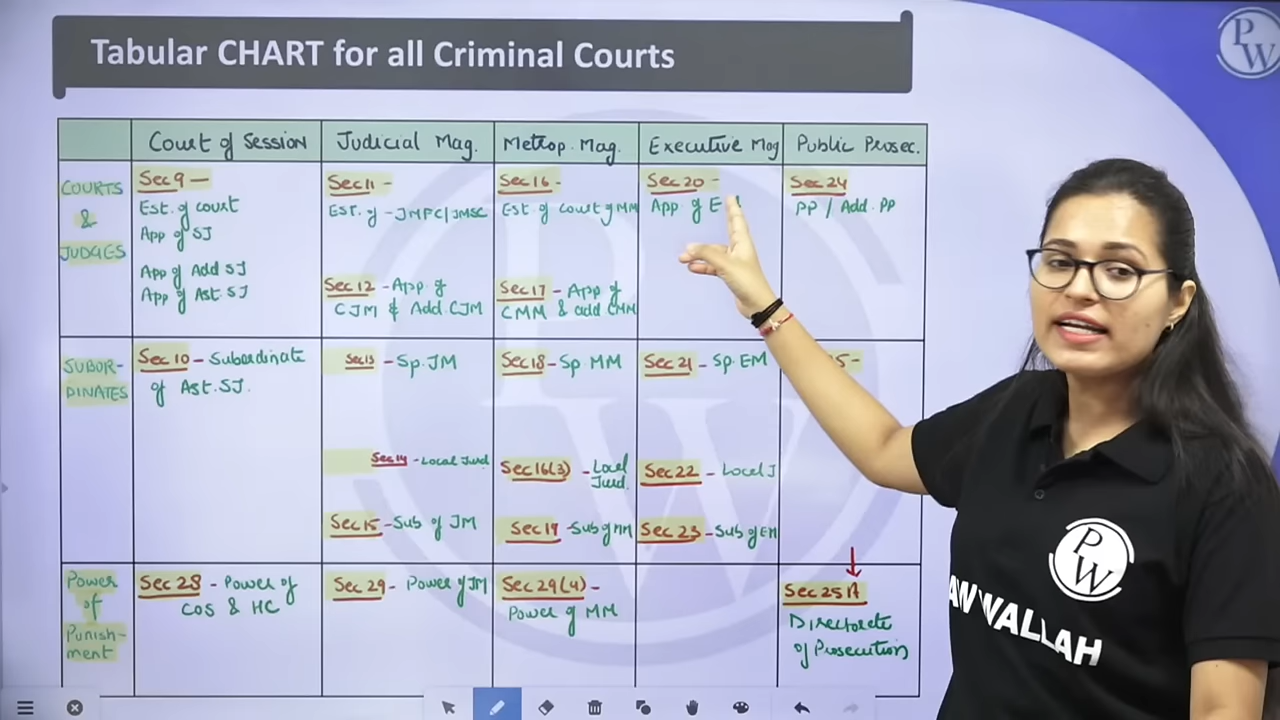 Tabular CHART for all Criminal Courts
PW
Court of Session
Judicial Mag.
Metrop. Mag.
Executive Mag
Public Prosec.
COURTS
&
JUDGES
Sec 9 —
Est. of court
App of SJ
App of Add SJ
App of Ast. SJ
Sec 11 -
Est. of - JMFC/JMSC
Sec 12 - App of
CJM & Add CJM
Sec 16 -
Est. of court of MM
Sec 17 - App of
CMM & add CMM
Sec 20 -
App. of E
Sec 24
PP / Add. PP
SUBOR-
DINATES
Sec 10 - Subordinate
of Ast. SJ.
Sec 13 - Sp. JM
Sec 14 - Local Jurd.
Sec 15 - Sub of JM
Sec 18 - Sp MM
Sec 16(3) - Local
Jurd.
Sec 19 - Sub of MM
Sec 21 - Sp. EM
Sec 22 - Local J
Sec 23 - Sub of EM
5-
Power
of
Punish-
ment
Sec 28 - Power of
COS & HC
Sec 29 - Power of JM
Sec 29(4) -
Power of MM
Sec 25 A
Directorate
of Prosecution
PW
AW WALLAH